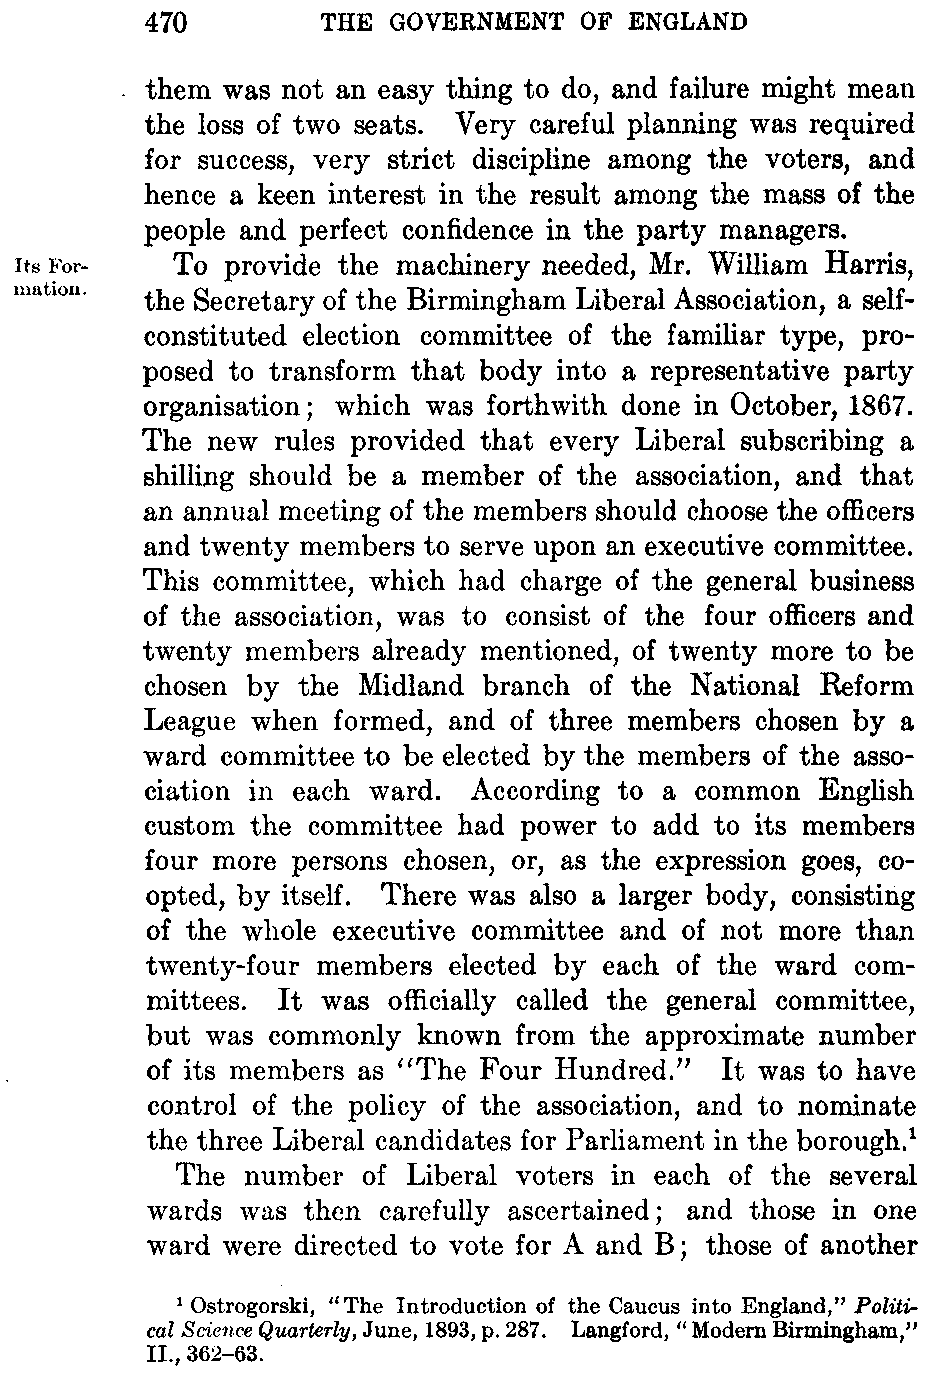 470 THE GOVERNMENT OF ENGLAND
them was not an easy thing to do, and failure might mean
the loss of two seats. Very careful planning was required
for success, very strict discipline among the voters, and
hence a keen interest in the result among the mass of the
people and perfect confidence in the party managers.
Its For-
mation.
To provide the machinery needed, Mr. William Harris,
the Secretary of the Birmingham Liberal Association, a self-
constituted election committee of the familiar type, pro-
posed to transform that body into a representative party
organisation; which was forthwith done in October, 1867.
The new rules provided that every Liberal subscribing a
shilling should be a member of the association, and that
an annual meeting of the members should choose the officers
and twenty members to serve upon an executive committee.
This committee, which had charge of the general business
of the association, was to consist of the four officers and
twenty members already mentioned, of twenty more to be
chosen by the Midland branch of the National Reform
League when formed, and of three members chosen by a
ward committee to be elected by the members of the asso-
ciation in each ward. According to a common English
custom the committee had power to add to its members
four more persons chosen, or, as the expression goes, co-
opted, by itself. There was also a larger body, consisting
of the whole executive committee and of not more than
twenty-four members elected by each of the ward com-
mittees. It was officially called the general committee,
but was commonly known from the approximate number
of its members as "The Four Hundred." It was to have
control of the policy of the association, and to nominate
the three Liberal candidates for Parliament in the borough.¹
The number of Liberal voters in each of the several
wards was then carefully ascertained; and those in one
ward were directed to vote for A and B; those of another
¹ Ostrogorski, "The Introduction of the Caucus into England," Politi-
cal Science Quarterly, June, 1893, p. 287. Langford, "Modern Birmingham,"
II., 362–63.